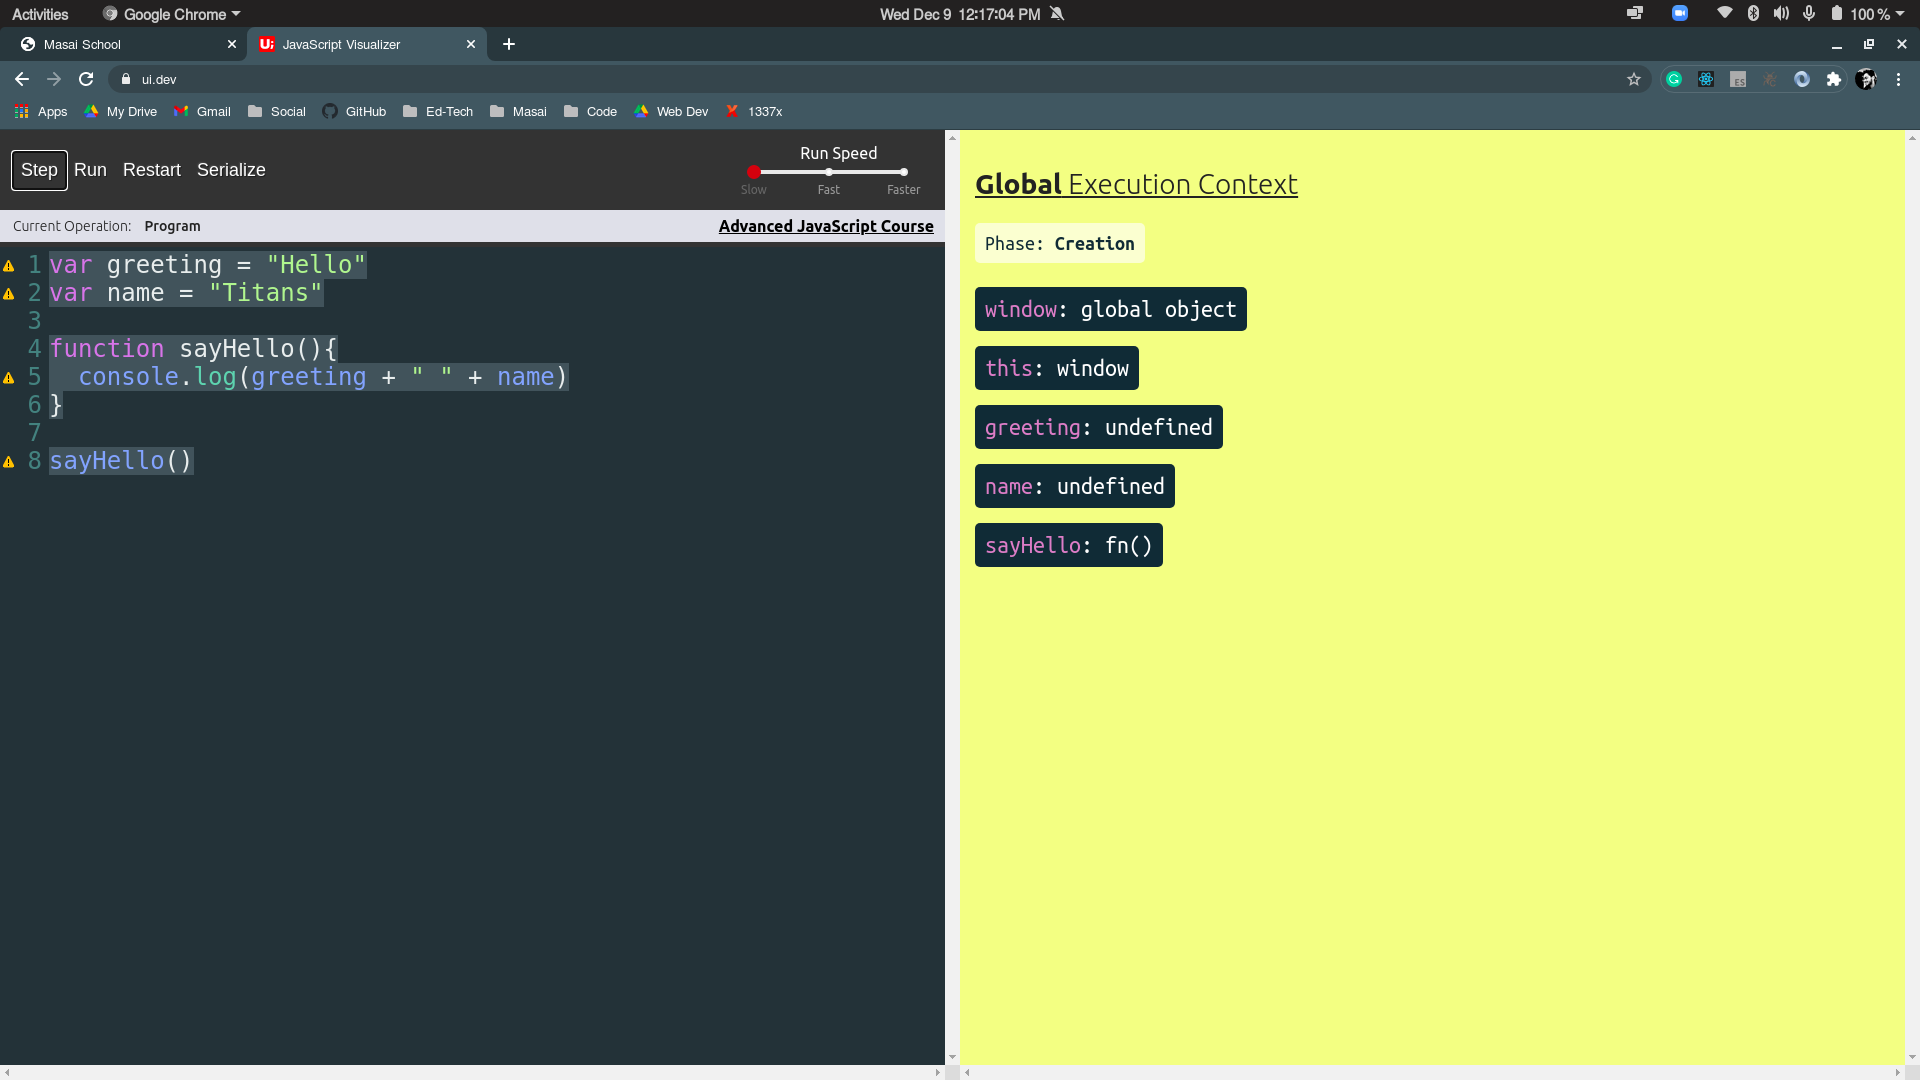 Activities Google Chrome Wed Dec 9 12:17:04 PM 100 %
Masai School JavaScript Visualizer
ui.dev
Apps My Drive Gmail Social GitHub Ed-Tech Masai Code Web Dev 1337x
Step Run Restart Serialize
Run Speed
Slow Fast Faster
Current Operation: Program Advanced JavaScript Course
1 var greeting = "Hello"
2 var name = "Titans"
3
4 function sayHello(){
5   console.log(greeting + " " + name)
6 }
7
8 sayHello()
Global Execution Context
Phase: Creation
window: global object
this: window
greeting: undefined
name: undefined
sayHello: fn()